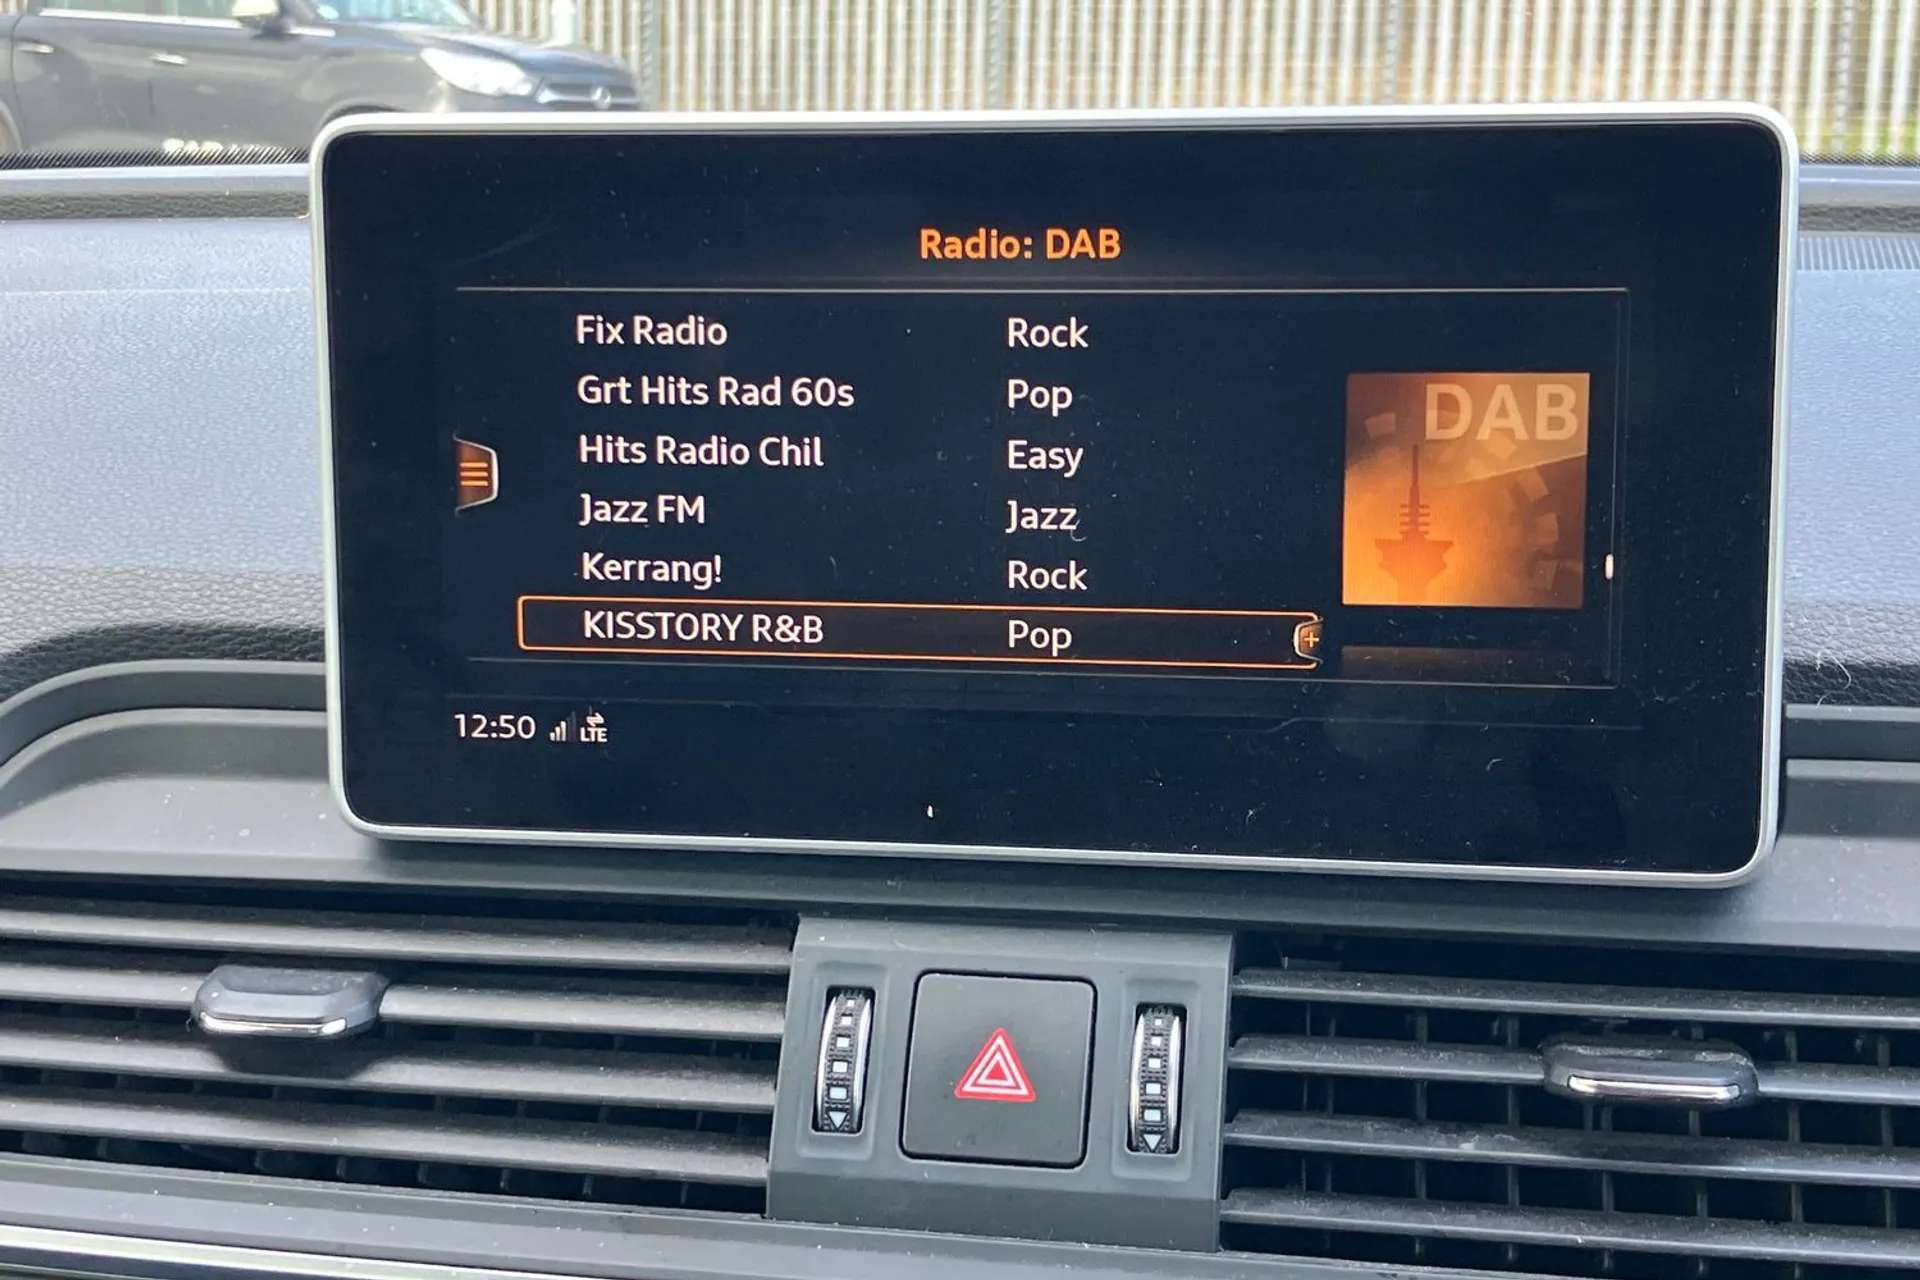 Radio: DAB
Fix Radio Rock
Grt Hits Rad 60s Pop
Hits Radio Chil Easy
Jazz FM Jazz
Kerrang! Rock
KISSTORY R&B Pop
DAB
12:50 LTE